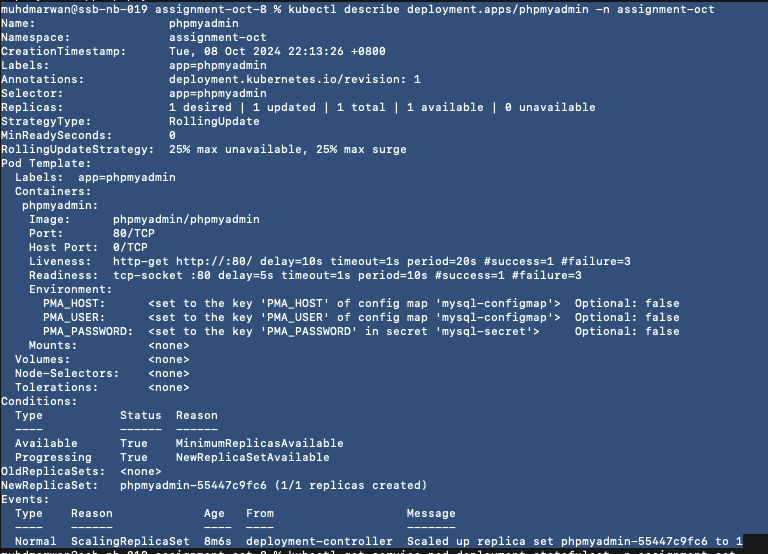 muhdmarwan@ssb-nb-019 assignment-oct-8 % kubectl describe deployment.apps/phpmyadmin -n assignment-oct
Name:                   phpmyadmin
Namespace:              assignment-oct
CreationTimestamp:      Tue, 08 Oct 2024 22:13:26 +0800
Labels:                 app=phpmyadmin
Annotations:            deployment.kubernetes.io/revision: 1
Selector:               app=phpmyadmin
Replicas:               1 desired | 1 updated | 1 total | 1 available | 0 unavailable
StrategyType:           RollingUpdate
MinReadySeconds:        0
RollingUpdateStrategy:  25% max unavailable, 25% max surge
Pod Template:
  Labels:  app=phpmyadmin
  Containers:
   phpmyadmin:
    Image:      phpmyadmin/phpmyadmin
    Port:       80/TCP
    Host Port:  0/TCP
    Liveness:   http-get http://:80/ delay=10s timeout=1s period=20s #success=1 #failure=3
    Readiness:  tcp-socket :80 delay=5s timeout=1s period=10s #success=1 #failure=3
    Environment:
      PMA_HOST:      <set to the key 'PMA_HOST' of config map 'mysql-configmap'>  Optional: false
      PMA_USER:      <set to the key 'PMA_USER' of config map 'mysql-configmap'>  Optional: false
      PMA_PASSWORD:  <set to the key 'PMA_PASSWORD' in secret 'mysql-secret'>     Optional: false
    Mounts:          <none>
  Volumes:           <none>
  Node-Selectors:    <none>
  Tolerations:       <none>
Conditions:
  Type           Status  Reason
  ----           ------  ------
  Available      True    MinimumReplicasAvailable
  Progressing    True    NewReplicaSetAvailable
OldReplicaSets:  <none>
NewReplicaSet:   phpmyadmin-55447c9fc6 (1/1 replicas created)
Events:
  Type    Reason             Age   From                   Message
  ----    ------             ----  ----                   -------
  Normal  ScalingReplicaSet  8m6s  deployment-controller  Scaled up replica set phpmyadmin-55447c9fc6 to 1